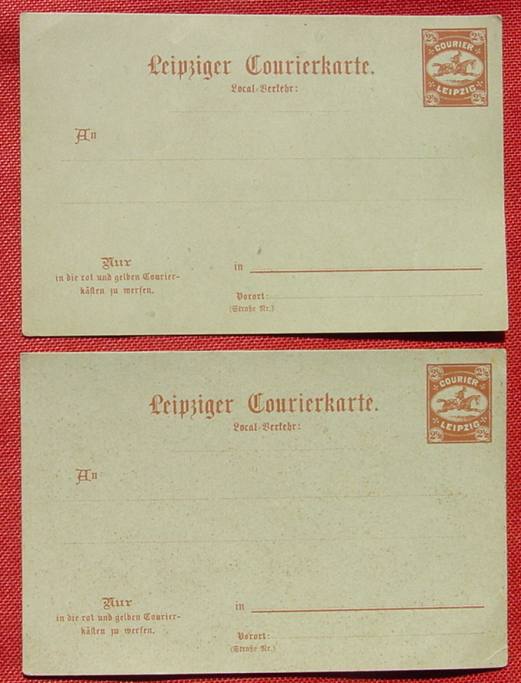 Leipziger Courierkarte.
Local-Verkehr:
COURIER
LEIPZIG
An
Nur
in die rot und gelben Courier-
kästen zu werfen.
in
Vorort:
(Straße Nr.)
Leipziger Courierkarte.
Local-Verkehr:
COURIER
LEIPZIG
An
Nur
in die rot und gelben Courier-
kästen zu werfen.
in
Vorort:
(Straße Nr.)